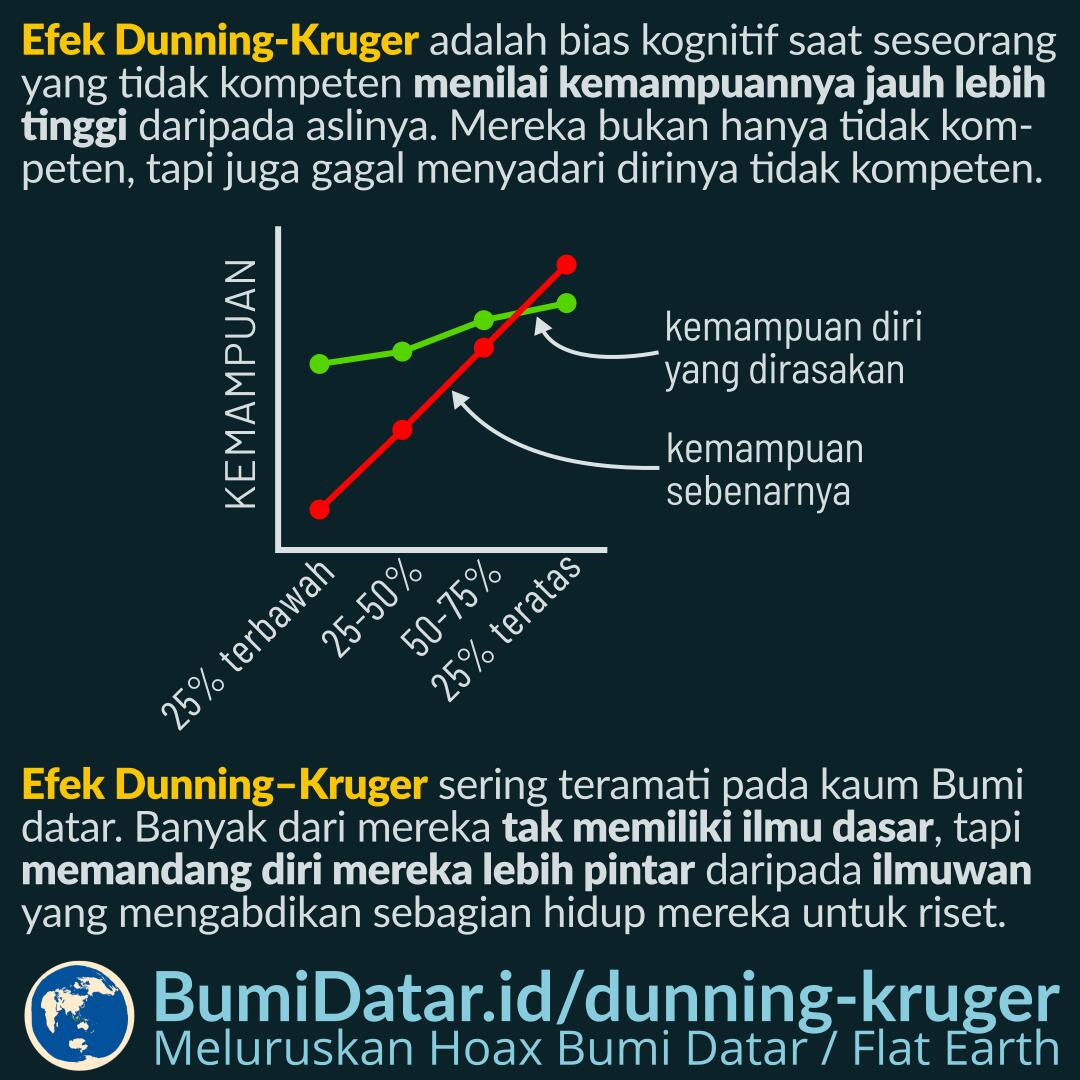 Efek Dunning-Kruger adalah bias kognitif saat seseorang
yang tidak kompeten menilai kemampuannya jauh lebih
tinggi daripada aslinya. Mereka bukan hanya tidak kom-
peten, tapi juga gagal menyadari dirinya tidak kompeten.
KEMAMPUAN
kemampuan diri
yang dirasakan
kemampuan
sebenarnya
25% terbawah
25-50%
50-75%
25% teratas
Efek Dunning–Kruger sering teramati pada kaum Bumi
datar. Banyak dari mereka tak memiliki ilmu dasar, tapi
memandang diri mereka lebih pintar daripada ilmuwan
yang mengabdikan sebagian hidup mereka untuk riset.
BumiDatar.id/dunning-kruger
Meluruskan Hoax Bumi Datar / Flat Earth